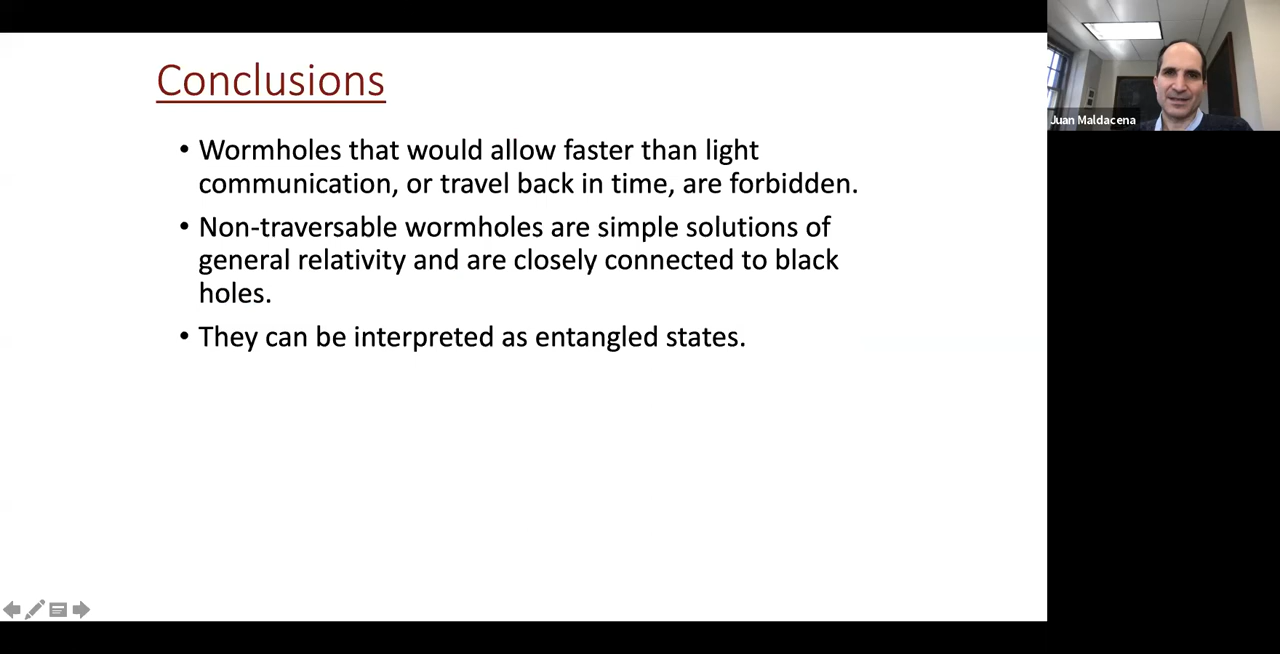 Conclusions
• Wormholes that would allow faster than light
communication, or travel back in time, are forbidden.
• Non-traversable wormholes are simple solutions of
general relativity and are closely connected to black
holes.
• They can be interpreted as entangled states.
Juan Maldacena